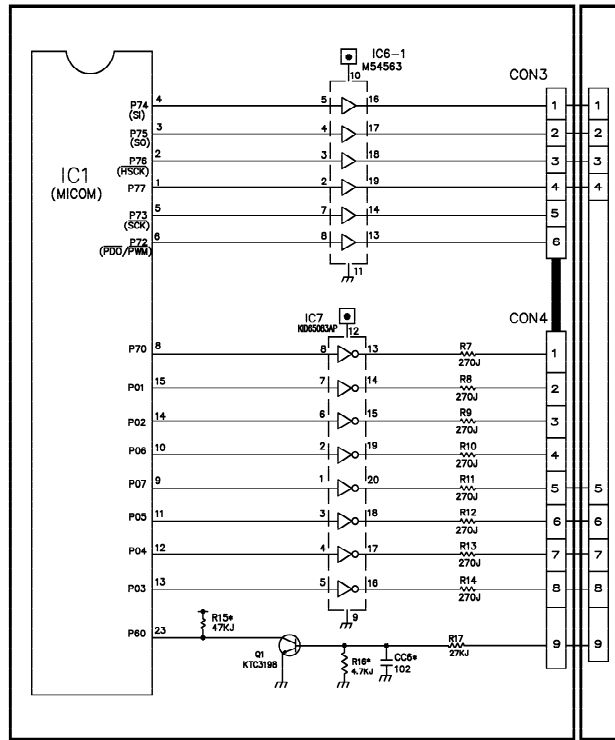 IC6-1
M54563
10
CON3
P74 4 5 16 1 1
(SI)
P75 3 4 17 2 2
(SO)
P76 2 3 18 3 3
(HSCK)
IC1
(MICOM)
P77 1 2 19 4 4
P73 5 7 14 5
(SCK)
P72 6 8 13 6
(PDO/PWM)
11
IC7
KID65083AP
12
CON4
P70 8 8 13 R7 1
270J
P01 15 7 14 R8 2
270J
P02 14 6 15 R9 3
270J
P06 10 2 19 R10 4
270J
P07 9 1 20 R11 5 5
270J
P05 11 3 18 R12 6 6
270J
P04 12 4 17 R13 7 7
270J
P03 13 5 16 R14 8 8
270J
9
R15*
47KJ
P60 23 R17 9 9
27KJ
Q1
KTC3198
R16*
4.7KJ
CC6*
102